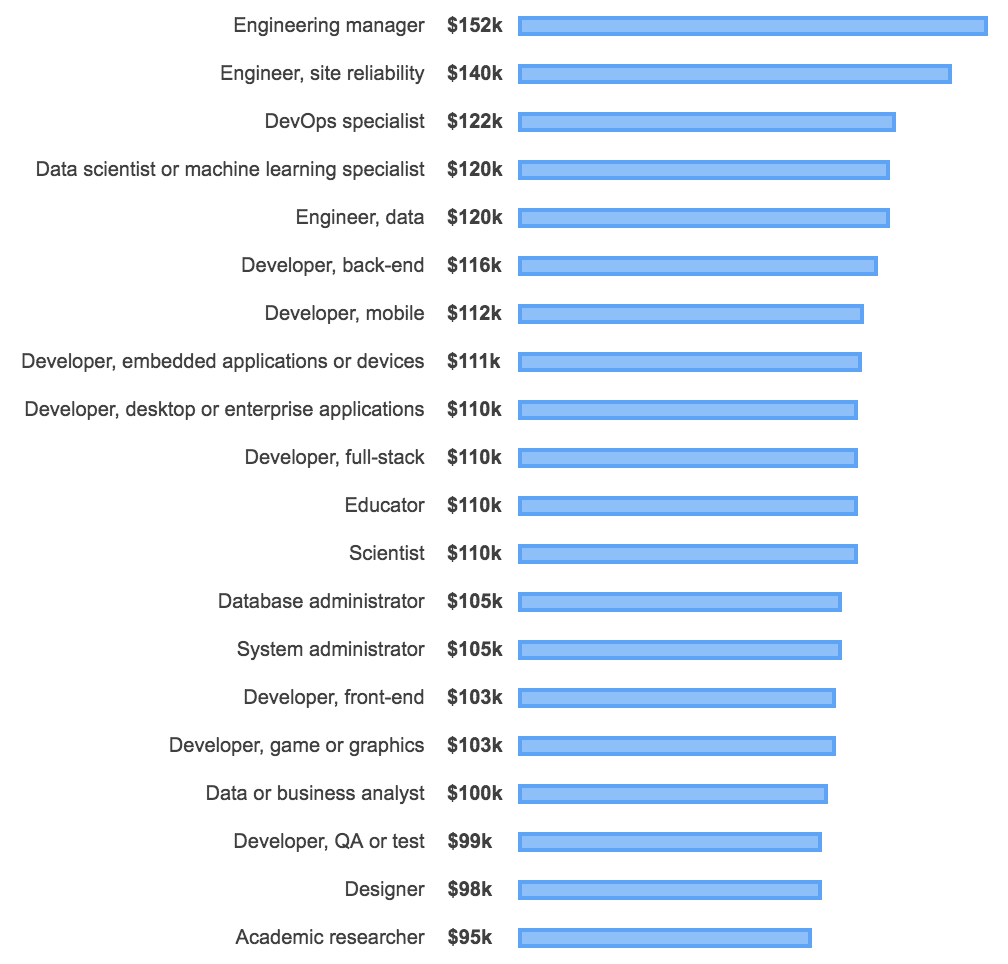 Engineering manager $152k
Engineer, site reliability $140k
DevOps specialist $122k
Data scientist or machine learning specialist $120k
Engineer, data $120k
Developer, back-end $116k
Developer, mobile $112k
Developer, embedded applications or devices $111k
Developer, desktop or enterprise applications $110k
Developer, full-stack $110k
Educator $110k
Scientist $110k
Database administrator $105k
System administrator $105k
Developer, front-end $103k
Developer, game or graphics $103k
Data or business analyst $100k
Developer, QA or test $99k
Designer $98k
Academic researcher $95k